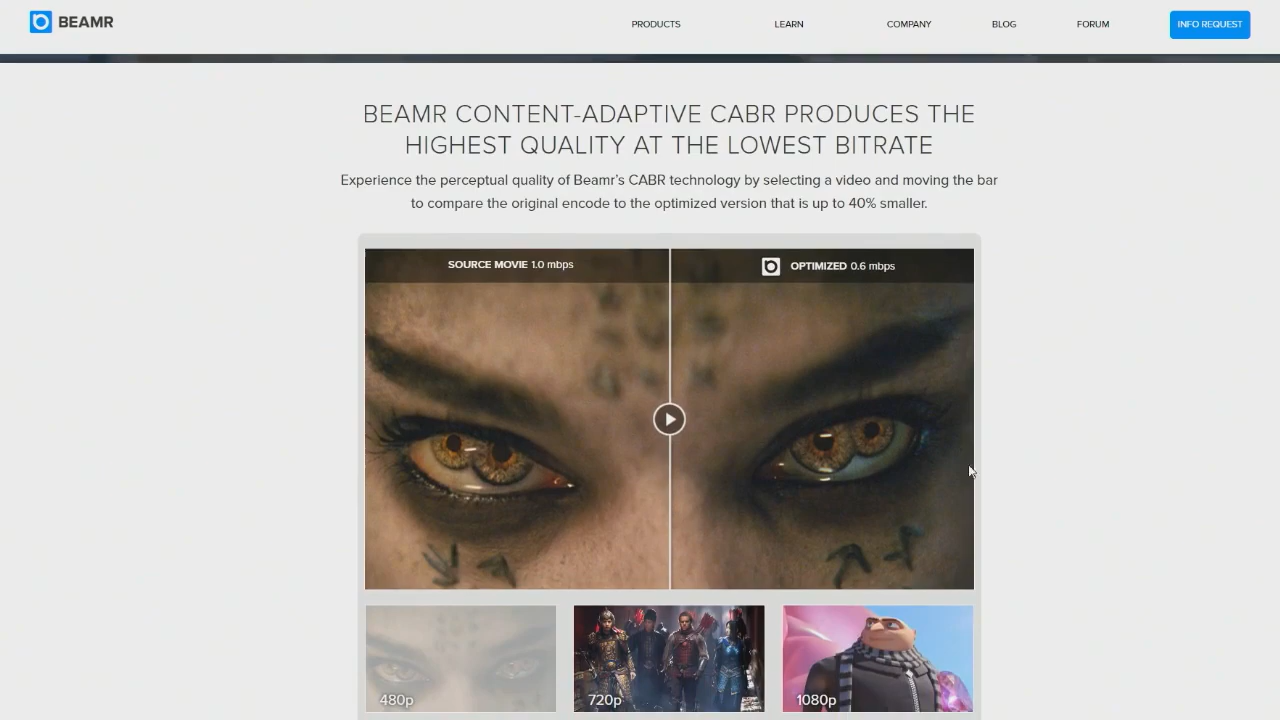 BEAMR
PRODUCTS
LEARN
COMPANY
BLOG
FORUM
INFO REQUEST
BEAMR CONTENT-ADAPTIVE CABR PRODUCES THE
HIGHEST QUALITY AT THE LOWEST BITRATE
Experience the perceptual quality of Beamr's CABR technology by selecting a video and moving the bar
to compare the original encode to the optimized version that is up to 40% smaller.
SOURCE MOVIE 1.0 mbps
OPTIMIZED 0.6 mbps
480p
720p
1080p